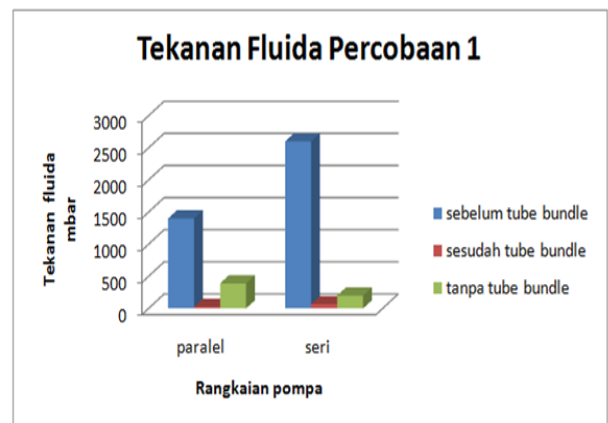 Tekanan Fluida Percobaan 1
Tekanan fluida
mbar
3000
2500
2000
1500
1000
500
0
paralel
seri
Rangkaian pompa
sebelum tube bundle
sesudah tube bundle
tanpa tube bundle